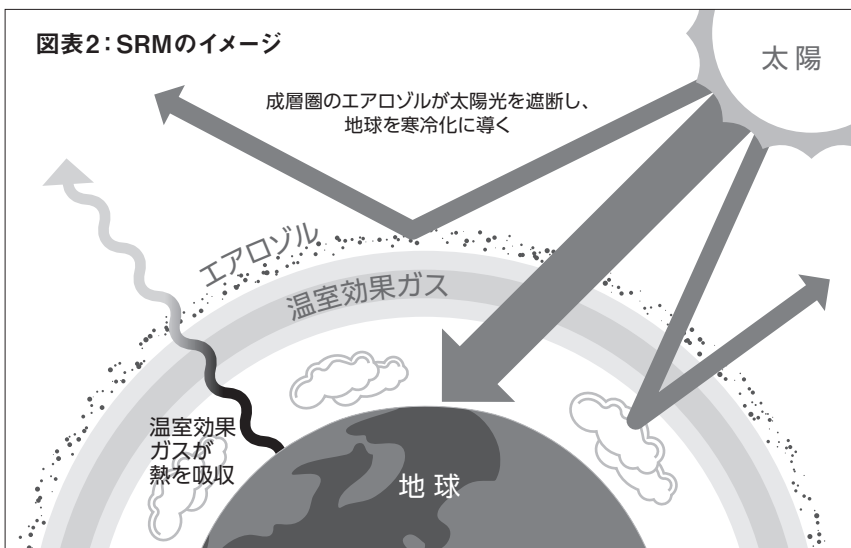 図表2：SRMのイメージ
太陽
成層圏のエアロゾルが太陽光を遮断し、
地球を寒冷化に導く
エアロゾル
温室効果ガス
温室効果
ガスが
熱を吸収
地球